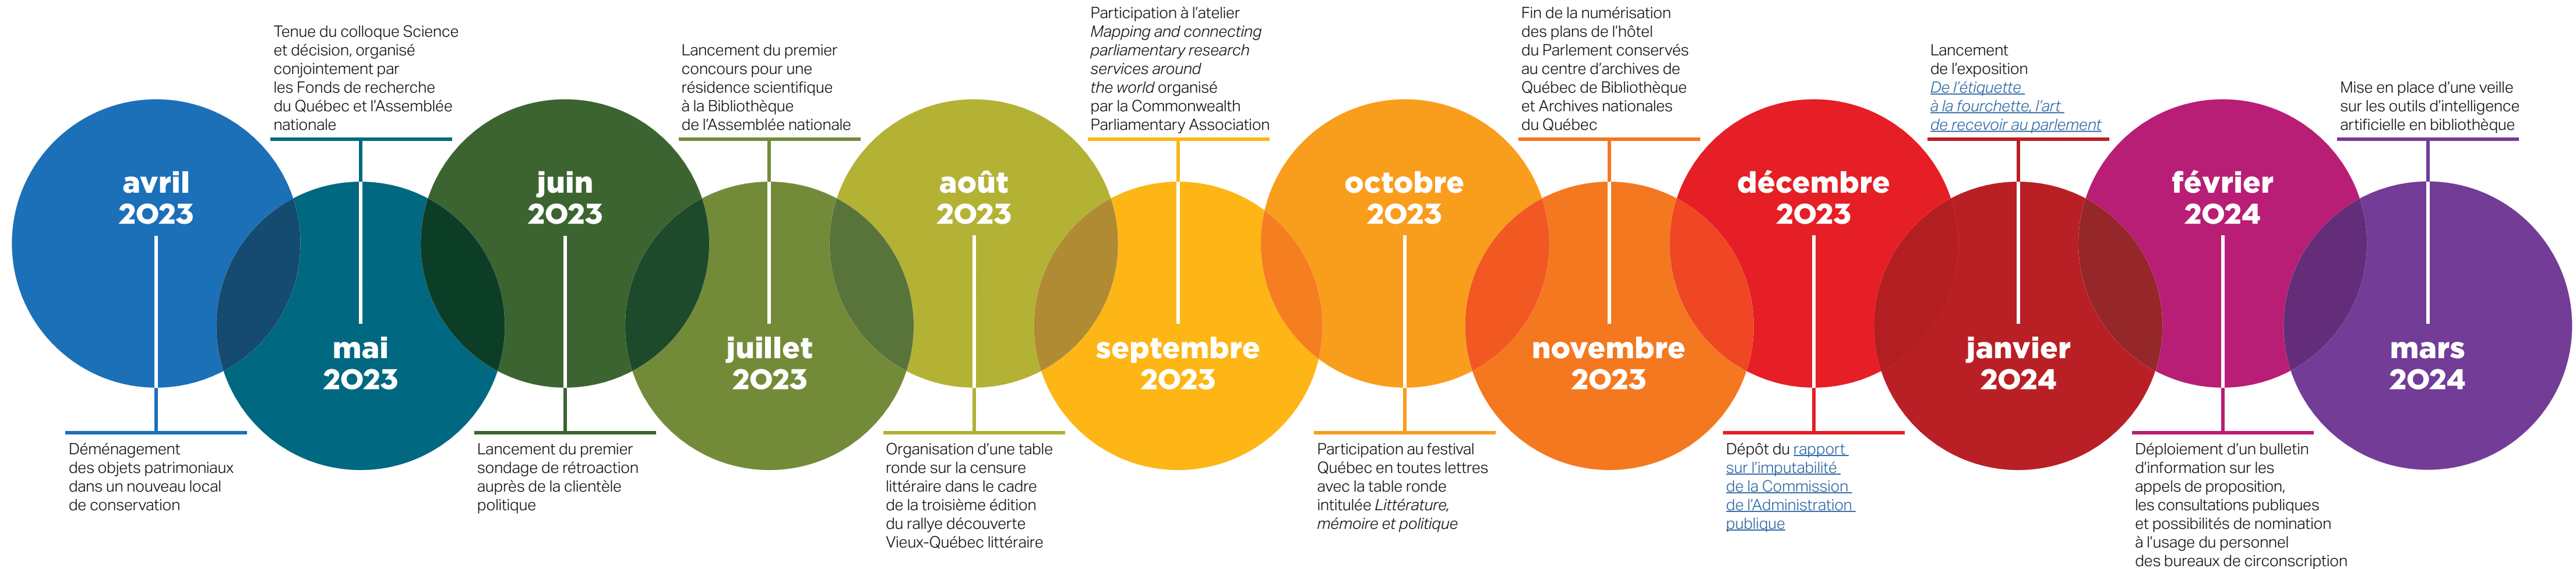 avril
2023
Déménagement
des objets patrimoniaux
dans un nouveau local
de conservation
Tenue du colloque Science
et décision, organisé
conjointement par
les Fonds de recherche
du Québec et l’Assemblée
nationale
mai
2023
juin
2023
Lancement du premier
sondage de rétroaction
auprès de la clientèle
politique
Lancement du premier
concours pour une
résidence scientifique
à la Bibliothèque
de l’Assemblée nationale
juillet
2023
août
2023
Organisation d’une table
ronde sur la censure
littéraire dans le cadre
de la troisième édition
du rallye découverte
Vieux-Québec littéraire
Participation à l’atelier
Mapping and connecting
parliamentary research
services around
the world organisé
par la Commonwealth
Parliamentary Association
septembre
2023
octobre
2023
Participation au festival
Québec en toutes lettres
avec la table ronde
intitulée Littérature,
mémoire et politique
Fin de la numérisation
des plans de l’hôtel
du Parlement conservés
au centre d’archives de
Québec de Bibliothèque
et Archives nationales
du Québec
novembre
2023
décembre
2023
Dépôt du rapport
sur l’imputabilité
de la Commission
de l’Administration
publique
Lancement
de l’exposition
De l’étiquette
à la fourchette, l’art
de recevoir au parlement
janvier
2024
février
2024
Déploiement d’un bulletin
d’information sur les
appels de proposition,
les consultations publiques
et possibilités de nomination
à l’usage du personnel
des bureaux de circonscription
Mise en place d’une veille
sur les outils d’intelligence
artificielle en bibliothèque
mars
2024